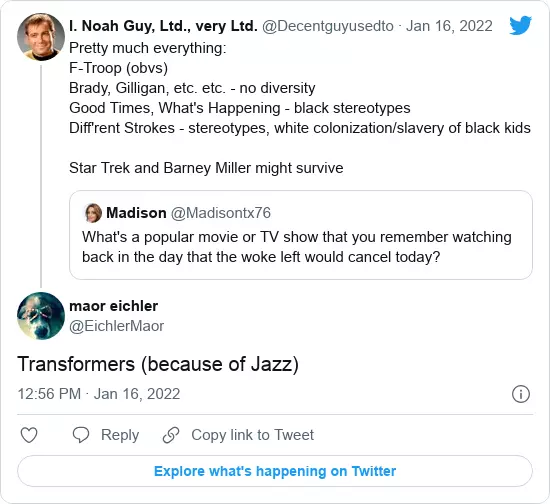 I. Noah Guy, Ltd., very Ltd. @Decentguyusedto · Jan 16, 2022
Pretty much everything:
F-Troop (obvs)
Brady, Gilligan, etc. etc. - no diversity
Good Times, What's Happening - black stereotypes
Diff'rent Strokes - stereotypes, white colonization/slavery of black kids
Star Trek and Barney Miller might survive
Madison @Madisontx76
What's a popular movie or TV show that you remember watching
back in the day that the woke left would cancel today?
maor eichler
@EichlerMaor
Transformers (because of Jazz)
12:56 PM · Jan 16, 2022
Reply
Copy link to Tweet
Explore what's happening on Twitter